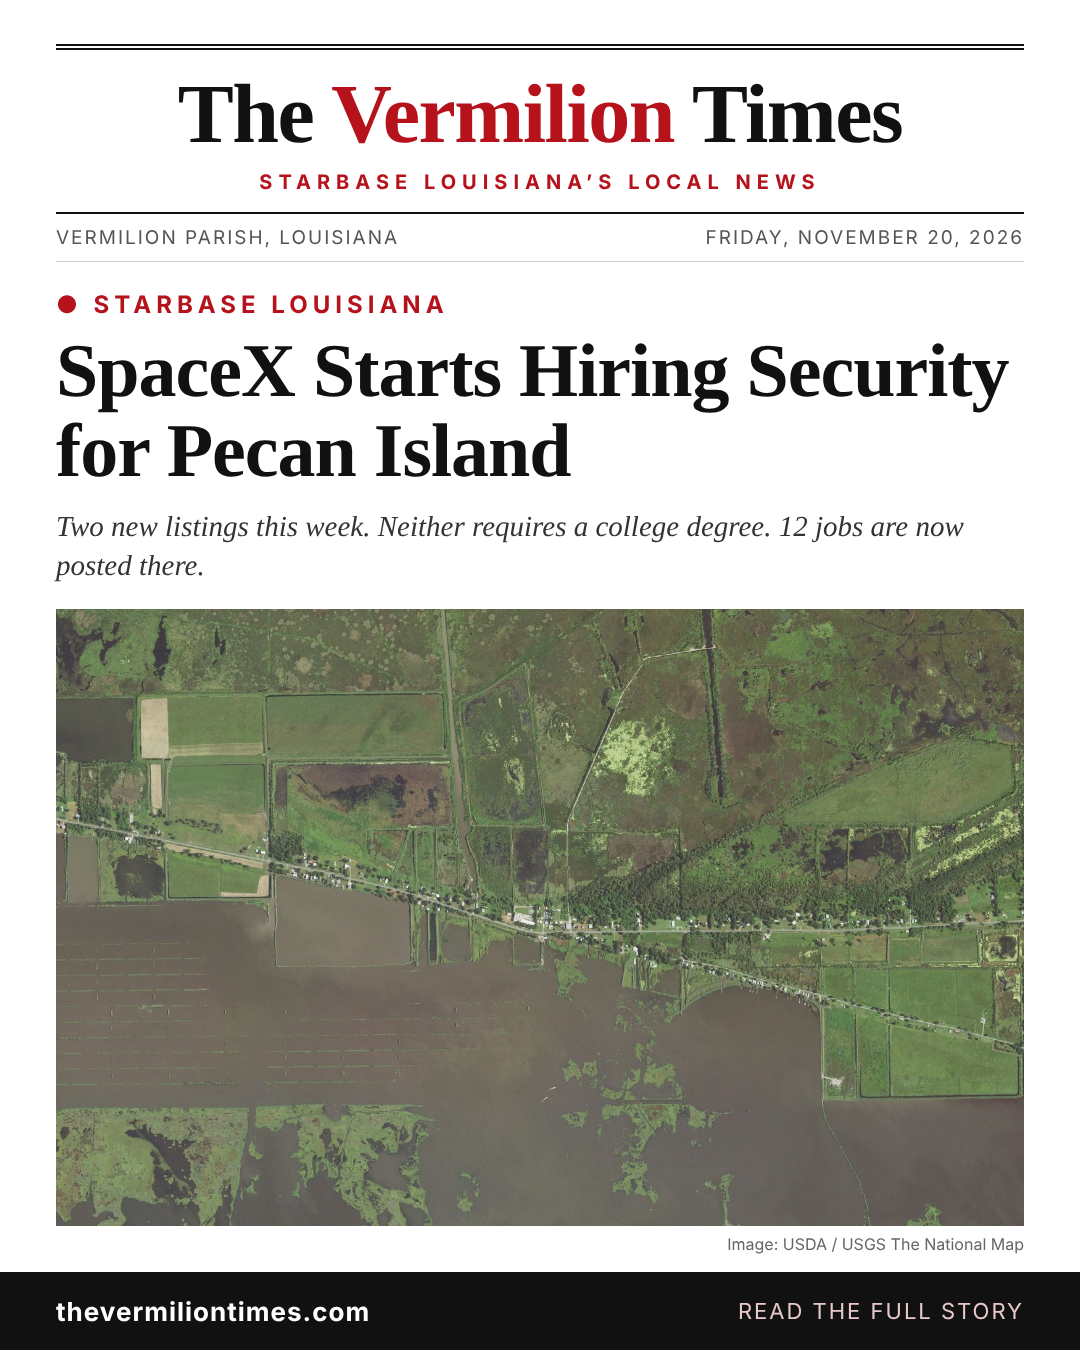 The Vermilion Times
STARBASE LOUISIANA’S LOCAL NEWS
VERMILION PARISH, LOUISIANA
FRIDAY, NOVEMBER 20, 2026
STARBASE LOUISIANA
SpaceX Starts Hiring Security
for Pecan Island
Two new listings this week. Neither requires a college degree. 12 jobs are now
posted there.
Image: USDA / USGS The National Map
thevermiliontimes.com
READ THE FULL STORY